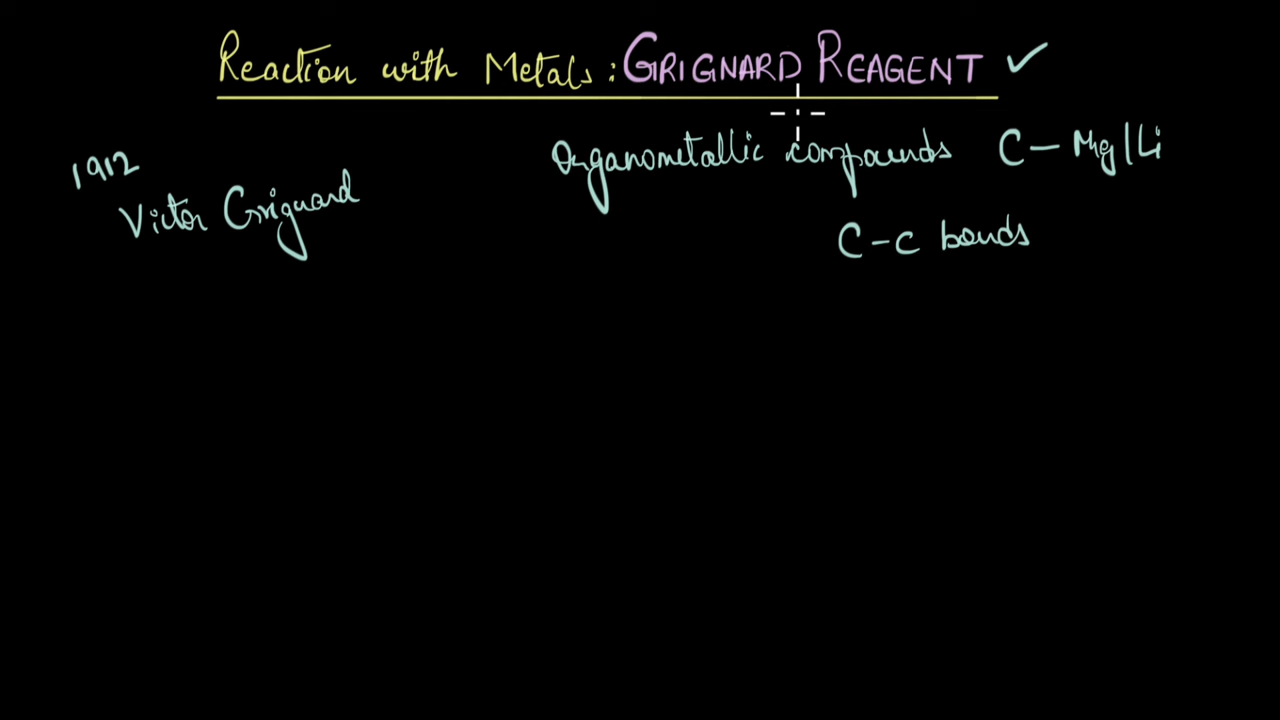 Reaction with Metals: GRIGNARD REAGENT ✓
1912
Victor Grignard
Organometallic compounds C – Mg/Li
C–C bonds